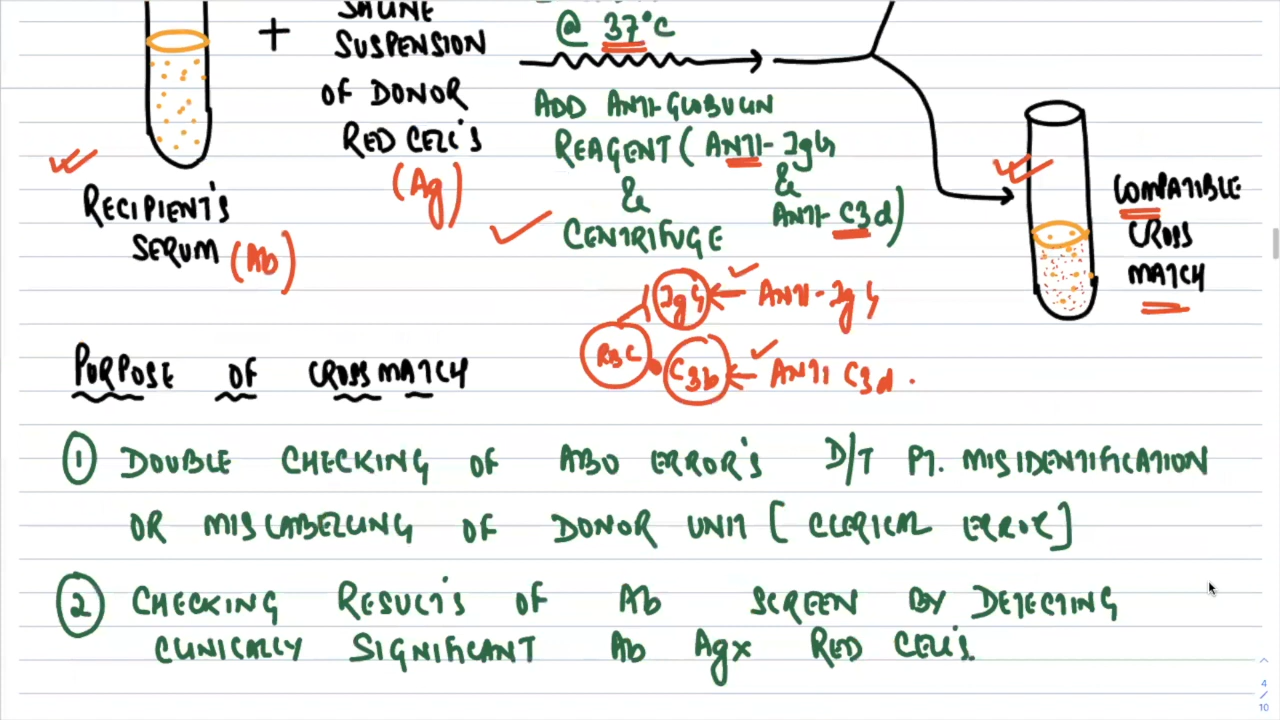 SALINE
SUSPENSION
OF DONOR
RED CELL'S
(Ag)
+
@ 37°C
ADD ANTI-GLOBULIN
REAGENT (ANTI-IgG
&
ANTI-C3d)
&
CENTRIFUGE
RECIPIENT'S
SERUM (Ab)
COMPATIBLE
CROSS
MATCH
IgG ANTI-IgG
RBC
C3b ANTI C3d.
PURPOSE OF CROSSMATCH
① DOUBLE CHECKING OF ABO ERROR'S D/T PT. MISIDENTIFICATION
OR MISLABELLING OF DONOR UNIT [CLERICAL ERROR]
② CHECKING RESULT'S OF Ab SCREEN BY DETECTING
CLINICALLY SIGNIFICANT Ab Agx RED CELL'S.
4
/
10